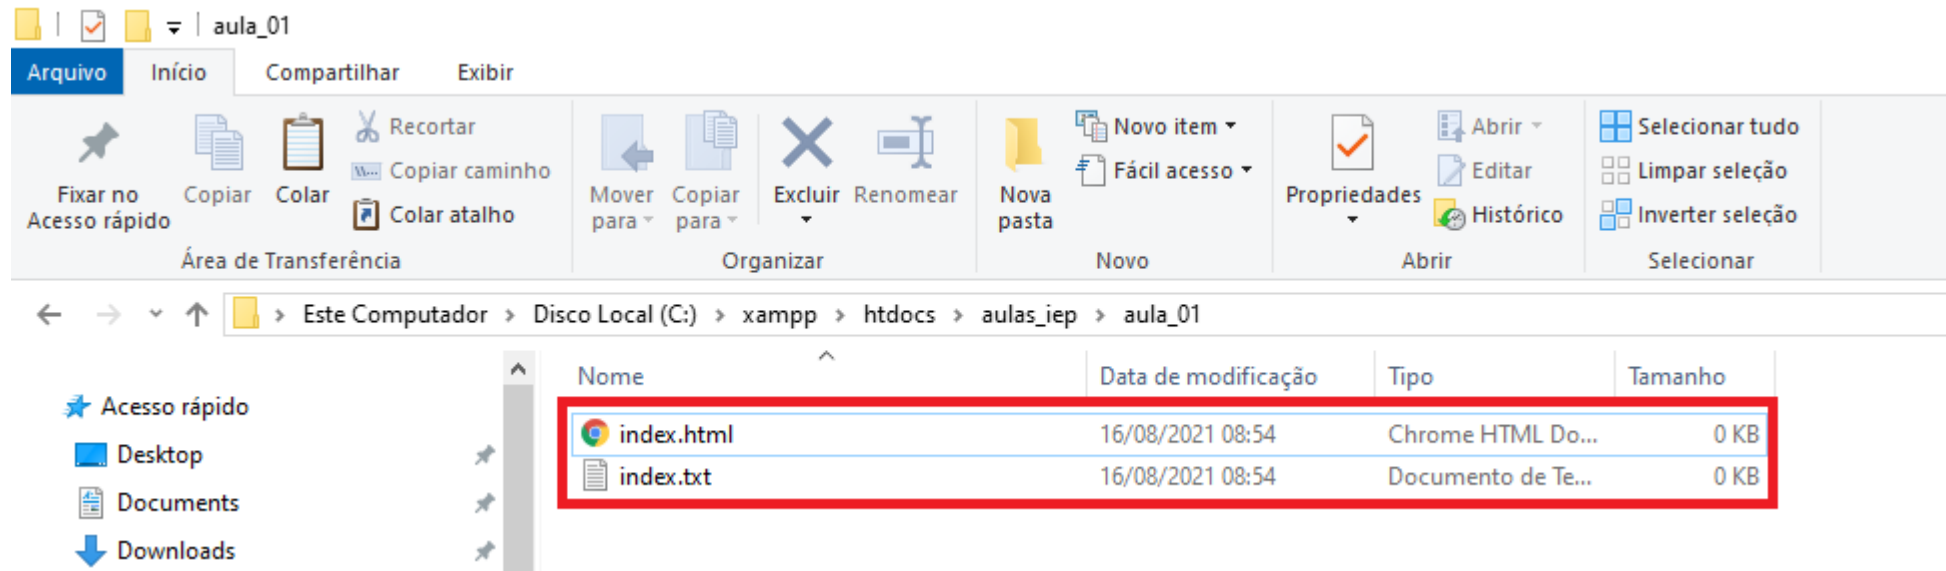 aula_01
Arquivo Início Compartilhar Exibir
Fixar no
Acesso rápido
Copiar
Colar
Recortar
Copiar caminho
Colar atalho
Área de Transferência
Mover
para
Copiar
para
Excluir
Renomear
Organizar
Nova
pasta
Novo item
Fácil acesso
Novo
Propriedades
Abrir
Editar
Histórico
Abrir
Selecionar tudo
Limpar seleção
Inverter seleção
Selecionar
Este Computador > Disco Local (C:) > xampp > htdocs > aulas_iep > aula_01
Nome Data de modificação Tipo Tamanho
index.html 16/08/2021 08:54 Chrome HTML Do... 0 KB
index.txt 16/08/2021 08:54 Documento de Te... 0 KB
Acesso rápido
Desktop
Documents
Downloads